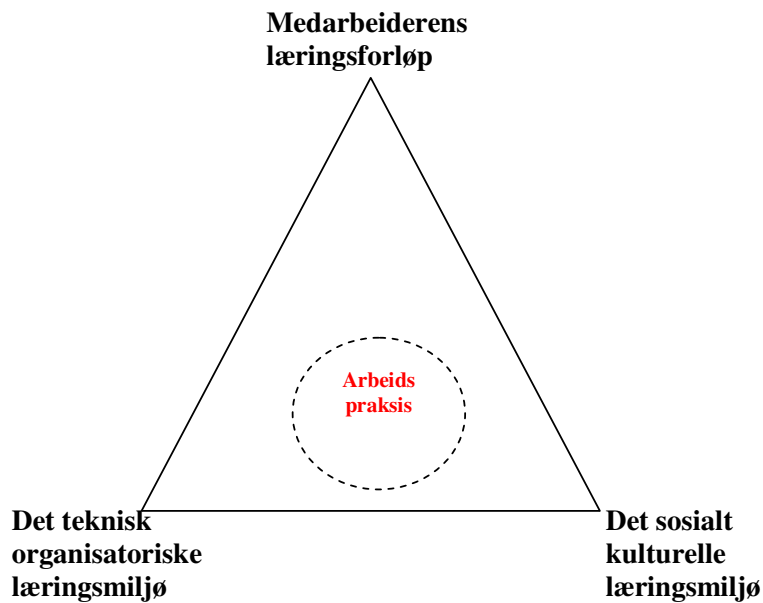 Medarbeiderens
læringsforløp
Arbeids
praksis
Det teknisk
organisatoriske
læringsmiljø
Det sosialt
kulturelle
læringsmiljø